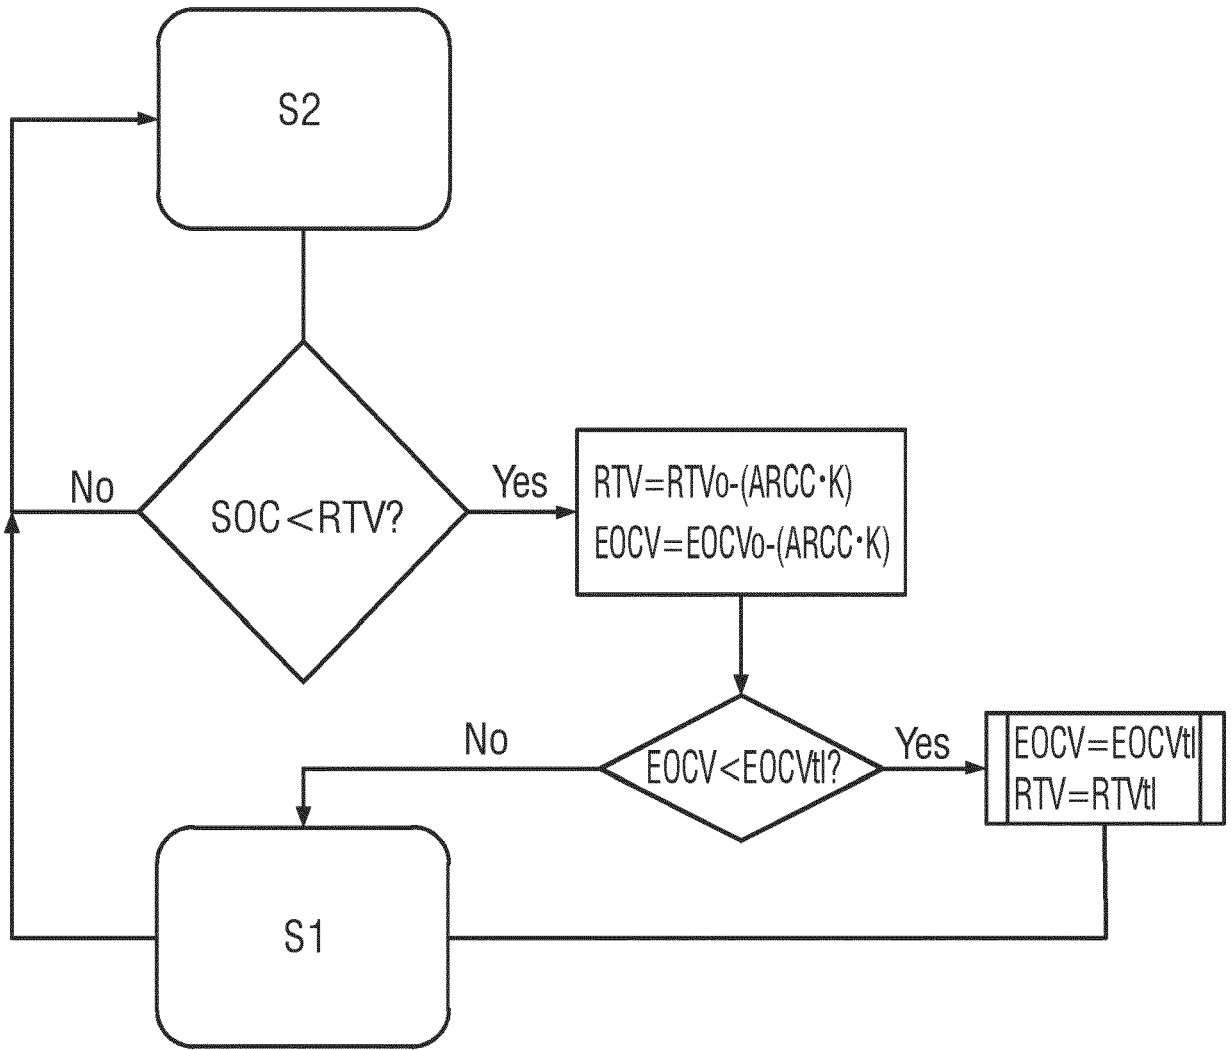 S2
No
SOC<RTV?
Yes
RTV=RTVo-(ARCC·K)
EOCV=EOCVo-(ARCC·K)
No
EOCV<EOCVtl?
Yes
EOCV=EOCVtl
RTV=RTVtl
S1